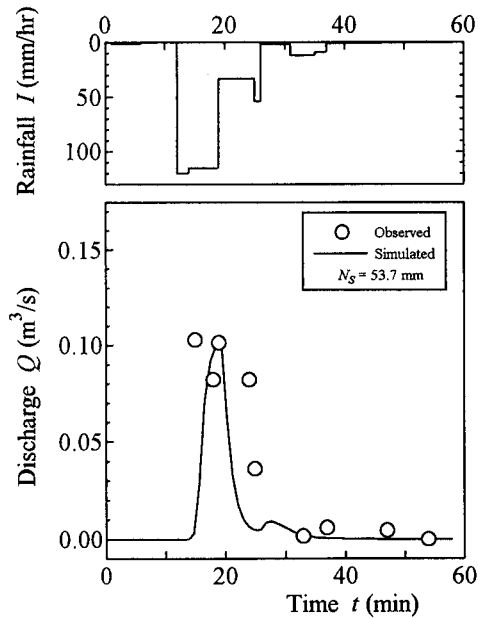 0 20 40 60
Rainfall I (mm/hr)
0
50
100
Discharge Q (m³/s)
0.15
0.10
0.05
0.00
Observed
Simulated
N_S = 53.7 mm
0 20 40 60
Time t (min)